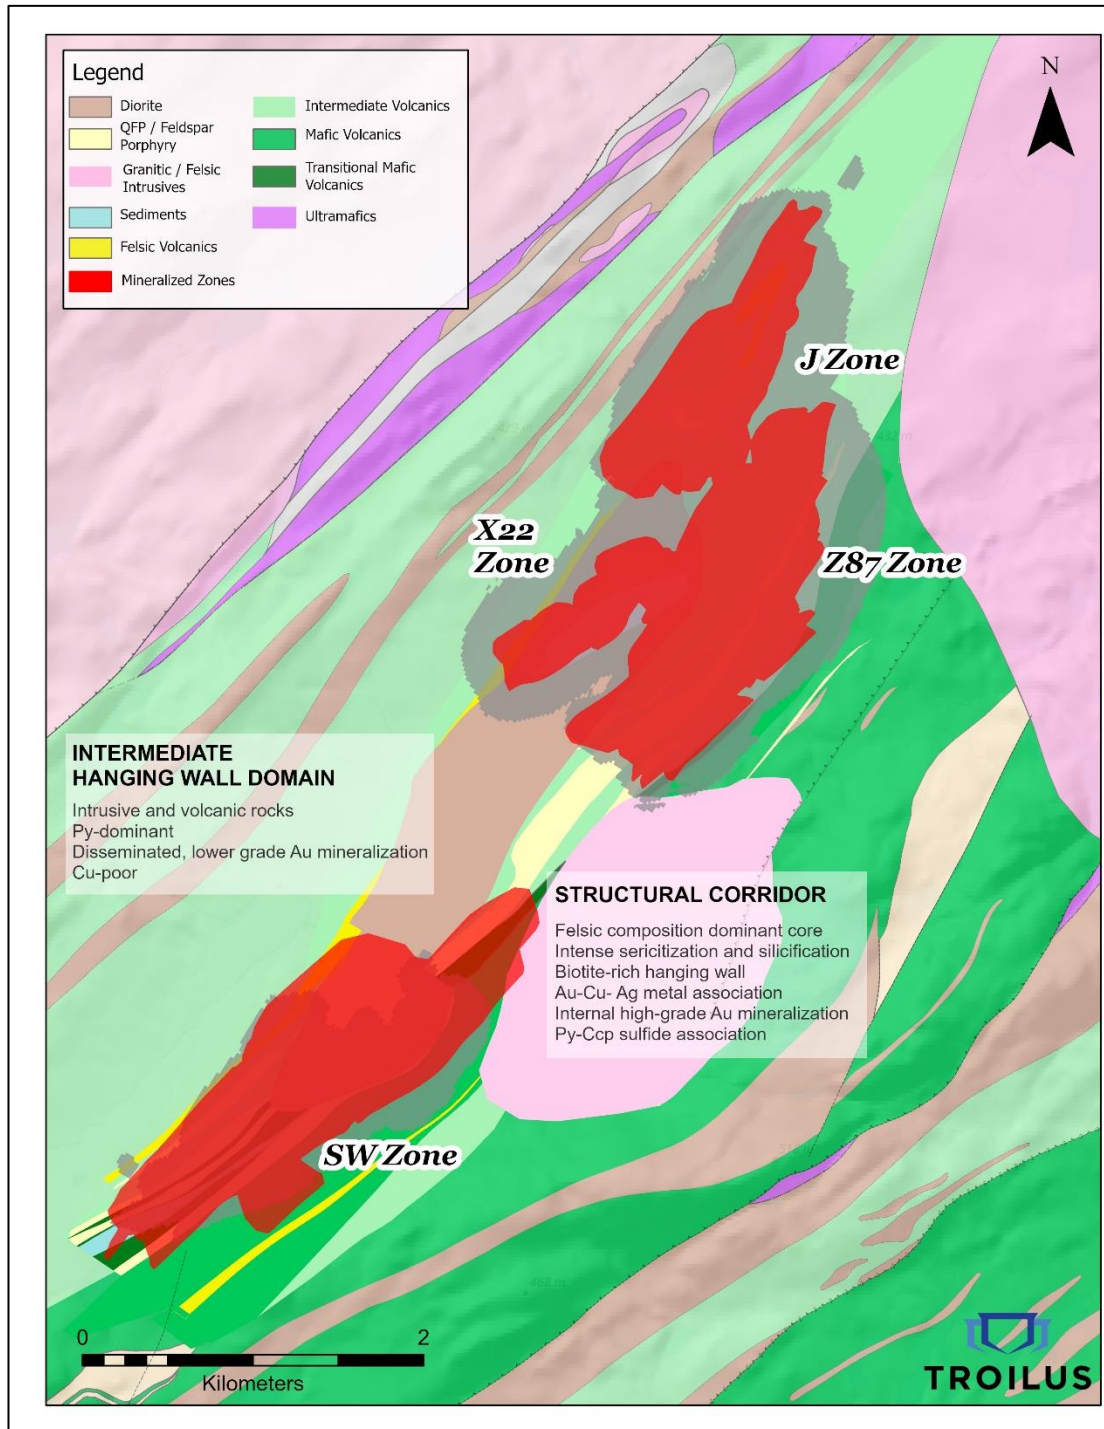 Legend
Diorite
QFP / Feldspar
Porphyry
Granitic / Felsic
Intrusives
Sediments
Felsic Volcanics
Mineralized Zones
Intermediate Volcanics
Mafic Volcanics
Transitional Mafic
Volcanics
Ultramafics
N
J Zone
429 m
432 m
X22
Zone
Z87 Zone
INTERMEDIATE
HANGING WALL DOMAIN
Intrusive and volcanic rocks
Py-dominant
Disseminated, lower grade Au mineralization
Cu-poor
STRUCTURAL CORRIDOR
Felsic composition dominant core
Intense sericitization and silicification
Biotite-rich hanging wall
Au-Cu- Ag metal association
Internal high-grade Au mineralization
Py-Ccp sulfide association
SW Zone
468 m
0 2
Kilometers
TROILUS